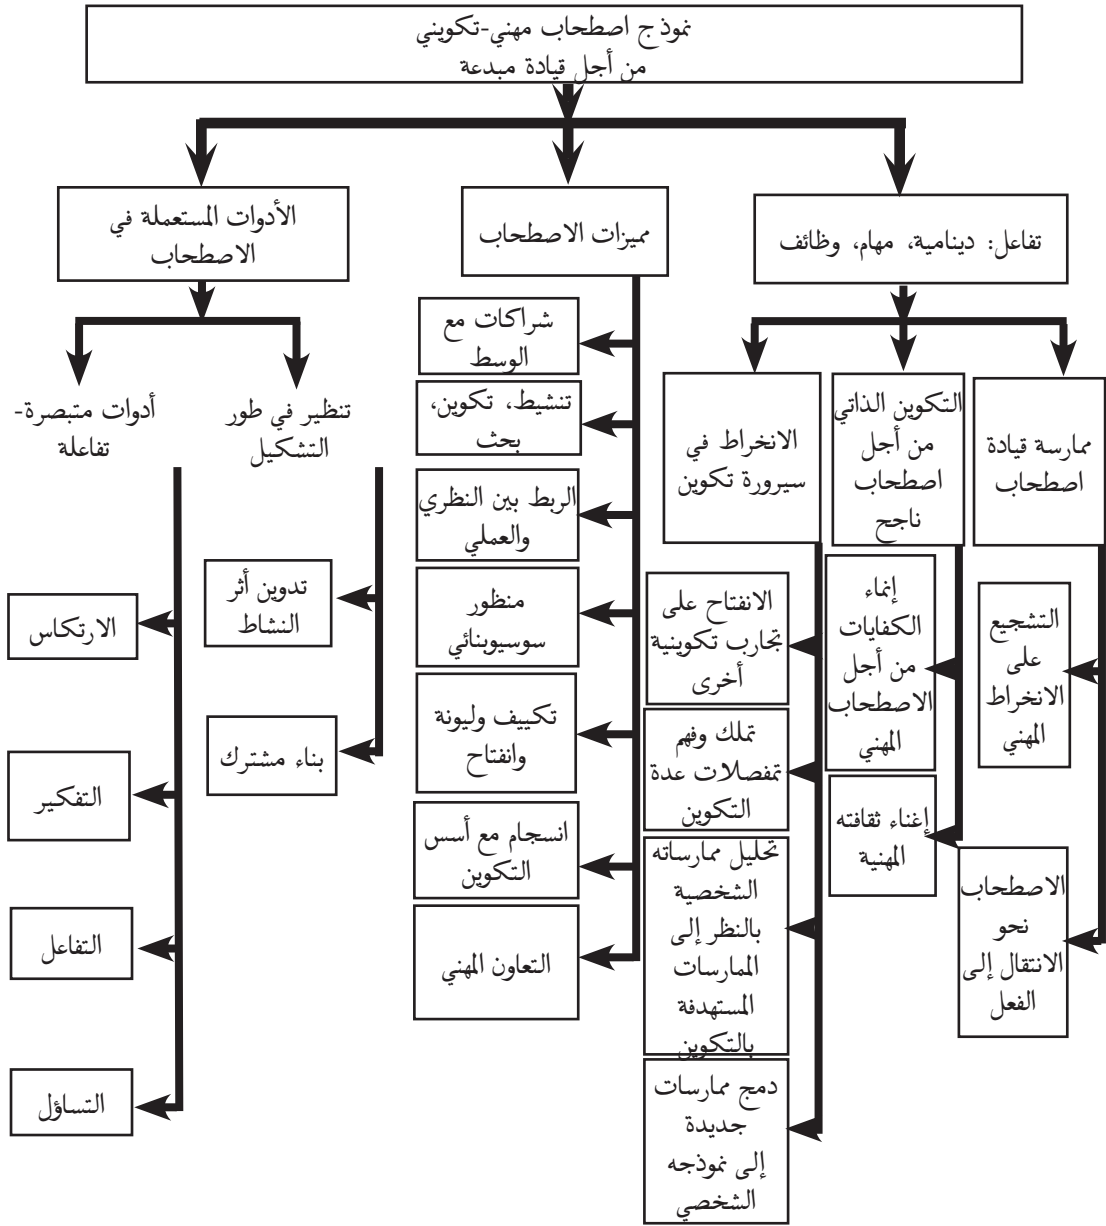 نموذج اصطحاب مهني-تكويني
من أجل قيادة مبدعة
تفاعل: دينامية، مهام، وظائف
مميزات الاصطحاب
الأدوات المستعملة في
الاصطحاب
ممارسة قيادة
اصطحاب
التشجيع
على
الانخراط
المهني
الاصطحاب
نحو
الانتقال إلى
الفعل
التكوين الذاتي
من أجل
اصطحاب
ناجح
إنماء
الكفايات
من أجل
الاصطحاب
المهني
إغناء ثقافته
المهنية
الانخراط في
سيرورة تكوين
الانفتاح على
تجارب تكوينية
أخرى
تملك وفهم
تمفصلات عدة
التكوين
تحليل ممارساته
الشخصية
بالنظر إلى
الممارسات
المستهدفة
بالتكوين
دمج ممارسات
جديدة
إلى نموذجه
الشخصي
شراكات مع
الوسط
تنشيط، تكوين،
بحث
الربط بين النظري
والعملي
منظور
سوسيوبنائي
تكييف وليونة
وانفتاح
انسجام مع أسس
التكوين
التعاون المهني
تنظير في طور
التشكيل
تدوين أثر
النشاط
بناء مشترك
أدوات متبصرة-
تفاعلة
الارتكاس
التفكير
التفاعل
التساؤل